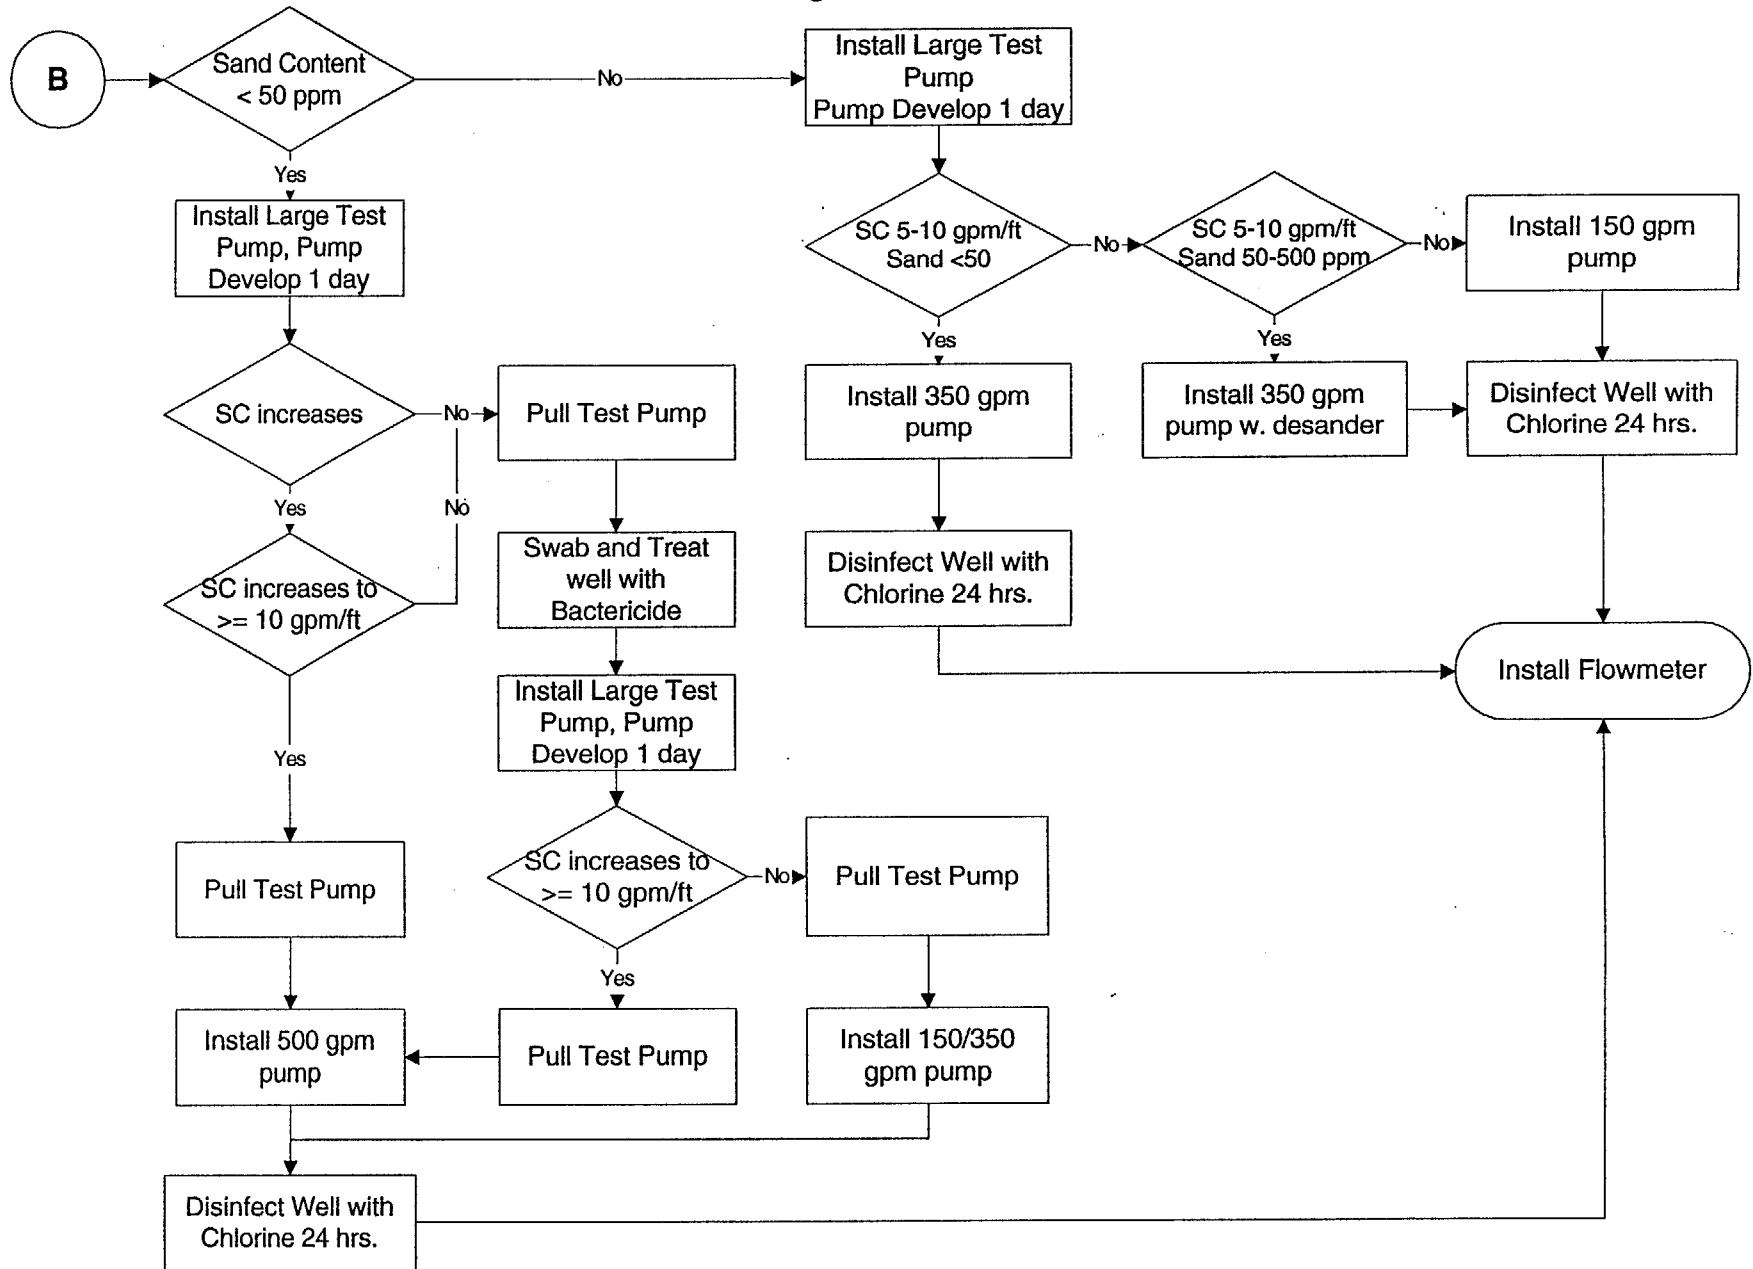 B
Sand Content
< 50 ppm
No
Install Large Test
Pump
Pump Develop 1 day
Yes
Install Large Test
Pump, Pump
Develop 1 day
SC 5-10 gpm/ft
Sand <50
No
SC 5-10 gpm/ft
Sand 50-500 ppm
No
Install 150 gpm
pump
Yes
Yes
SC increases
No
Pull Test Pump
Install 350 gpm
pump
Install 350 gpm
pump w. desander
Disinfect Well with
Chlorine 24 hrs.
Yes
No
SC increases to
>= 10 gpm/ft
Swab and Treat
well with
Bactericide
Disinfect Well with
Chlorine 24 hrs.
Install Flowmeter
Install Large Test
Pump, Pump
Develop 1 day
Yes
Pull Test Pump
SC increases to
>= 10 gpm/ft
No
Pull Test Pump
Yes
Install 500 gpm
pump
Pull Test Pump
Install 150/350
gpm pump
Disinfect Well with
Chlorine 24 hrs.